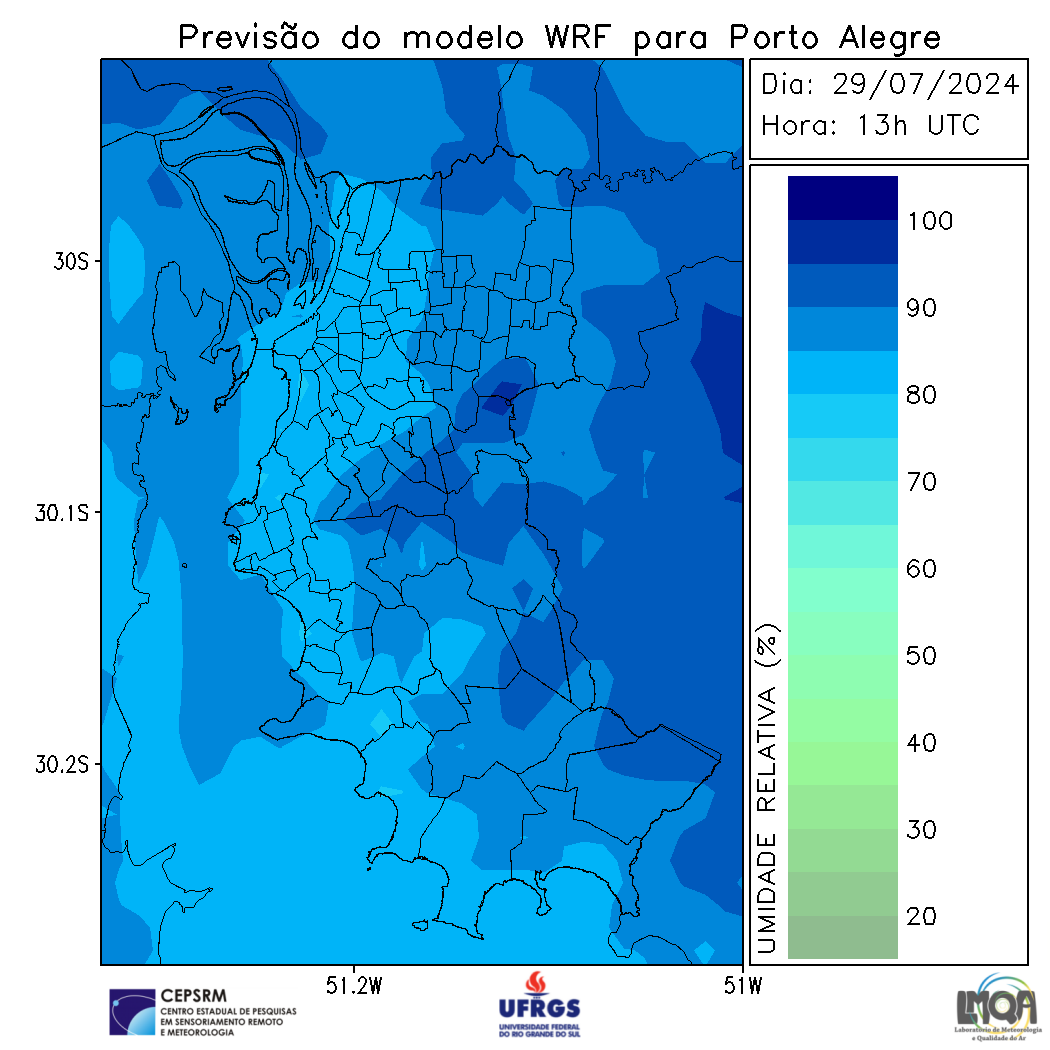 Previsão do modelo WRF para Porto Alegre
Dia: 29/07/2024
Hora: 13h UTC
100
90
80
70
60
50
40
30
20
UMIDADE RELATIVA (%)
30S
30.1S
30.2S
51.2W
51W
CEPSRM
CENTRO ESTADUAL DE PESQUISAS
EM SENSORIAMENTO REMOTO
E METEOROLOGIA
UFRGS
UNIVERSIDADE FEDERAL
DO RIO GRANDE DO SUL
LMQA
Laboratório de Meteorologia
e Qualidade do Ar